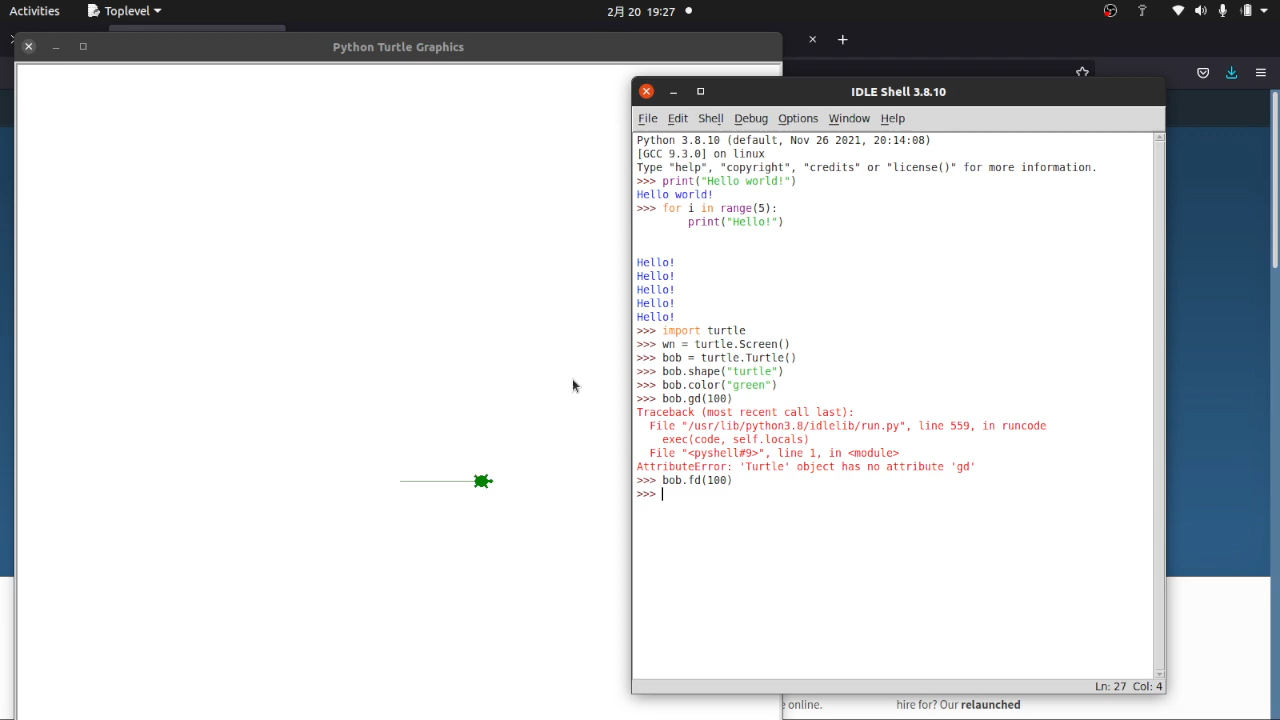 Activities
Toplevel
2月 20 19:27
Python Turtle Graphics
IDLE Shell 3.8.10
File Edit Shell Debug Options Window Help
Python 3.8.10 (default, Nov 26 2021, 20:14:08)
[GCC 9.3.0] on linux
Type "help", "copyright", "credits" or "license()" for more information.
>>> print("Hello world!")
Hello world!
>>> for i in range(5):
        print("Hello!")
Hello!
Hello!
Hello!
Hello!
Hello!
>>> import turtle
>>> wn = turtle.Screen()
>>> bob = turtle.Turtle()
>>> bob.shape("turtle")
>>> bob.color("green")
>>> bob.gd(100)
Traceback (most recent call last):
  File "/usr/lib/python3.8/idlelib/run.py", line 559, in runcode
    exec(code, self.locals)
  File "<pyshell#9>", line 1, in <module>
AttributeError: 'Turtle' object has no attribute 'gd'
>>> bob.fd(100)
>>>
Ln: 27 Col: 4
e online.
hire for? Our relaunched